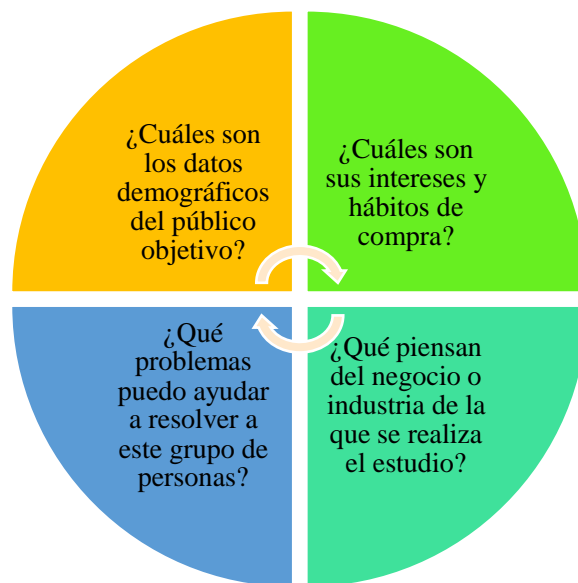 ¿Cuáles son
los datos
demográficos
del público
objetivo?
¿Cuáles son
sus intereses y
hábitos de
compra?
¿Qué
problemas
puedo ayudar
a resolver a
este grupo de
personas?
¿Qué piensan
del negocio o
industria de la
que se realiza
el estudio?